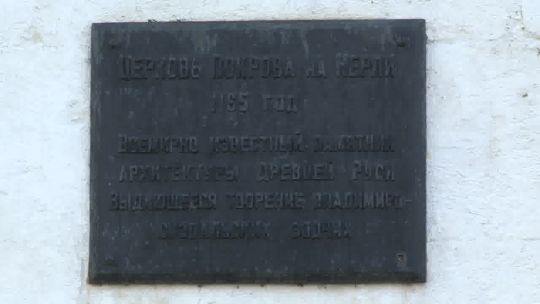 Церковь Покрова на Нерли
1165 год
Всемирно известный памятник
архитектуры Древней Руси
Выдающееся творение владимиро-
суздальских зодчих